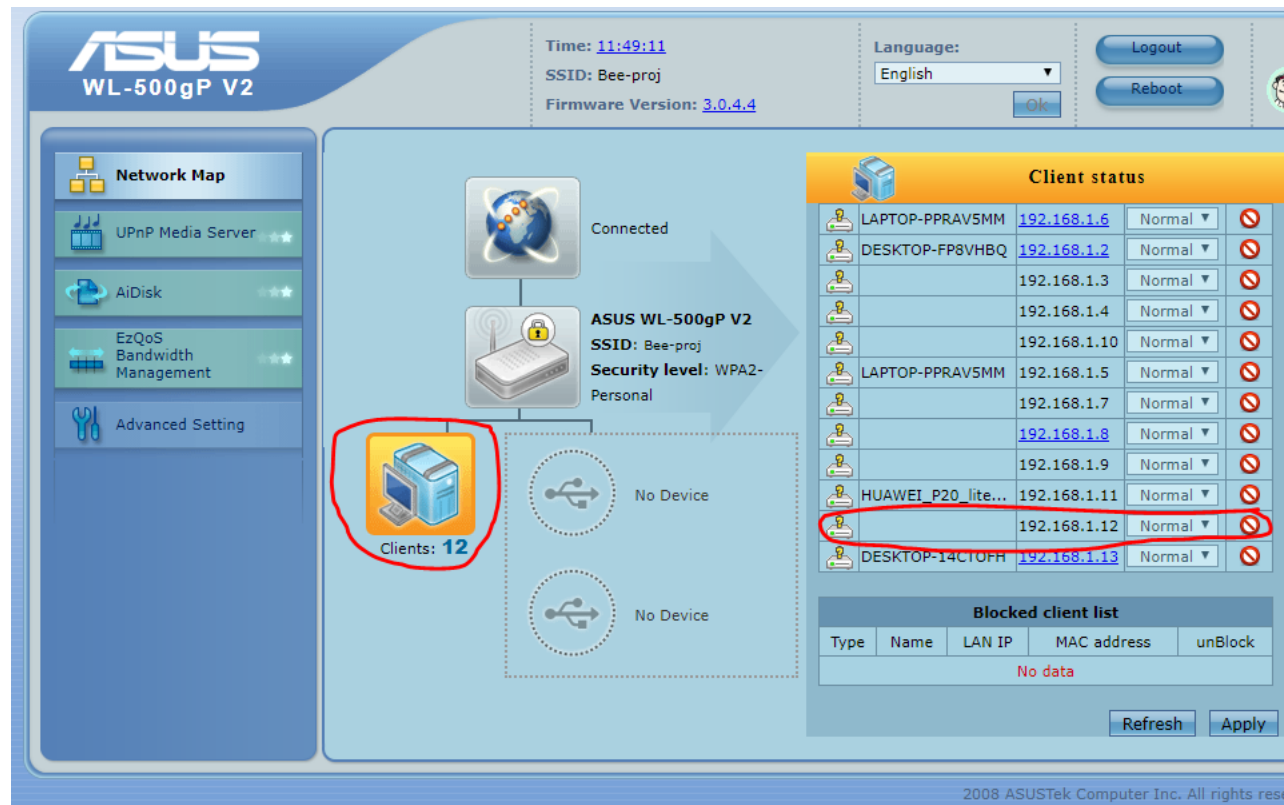 ASUS
WL-500gP V2
Time: 11:49:11
SSID: Bee-proj
Firmware Version: 3.0.4.4
Language:
English
Ok
Logout
Reboot
Network Map
UPnP Media Server
AiDisk
EzQoS
Bandwidth
Management
Advanced Setting
Connected
ASUS WL-500gP V2
SSID: Bee-proj
Security level: WPA2-
Personal
Clients: 12
No Device
No Device
Client status
LAPTOP-PPRAV5MM 192.168.1.6 Normal
DESKTOP-FP8VHBQ 192.168.1.2 Normal
192.168.1.3 Normal
192.168.1.4 Normal
192.168.1.10 Normal
LAPTOP-PPRAV5MM 192.168.1.5 Normal
192.168.1.7 Normal
192.168.1.8 Normal
192.168.1.9 Normal
HUAWEI_P20_lite... 192.168.1.11 Normal
192.168.1.12 Normal
DESKTOP-14CTOFH 192.168.1.13 Normal
Blocked client list
Type Name LAN IP MAC address unBlock
No data
Refresh Apply
2008 ASUSTek Computer Inc. All rights res